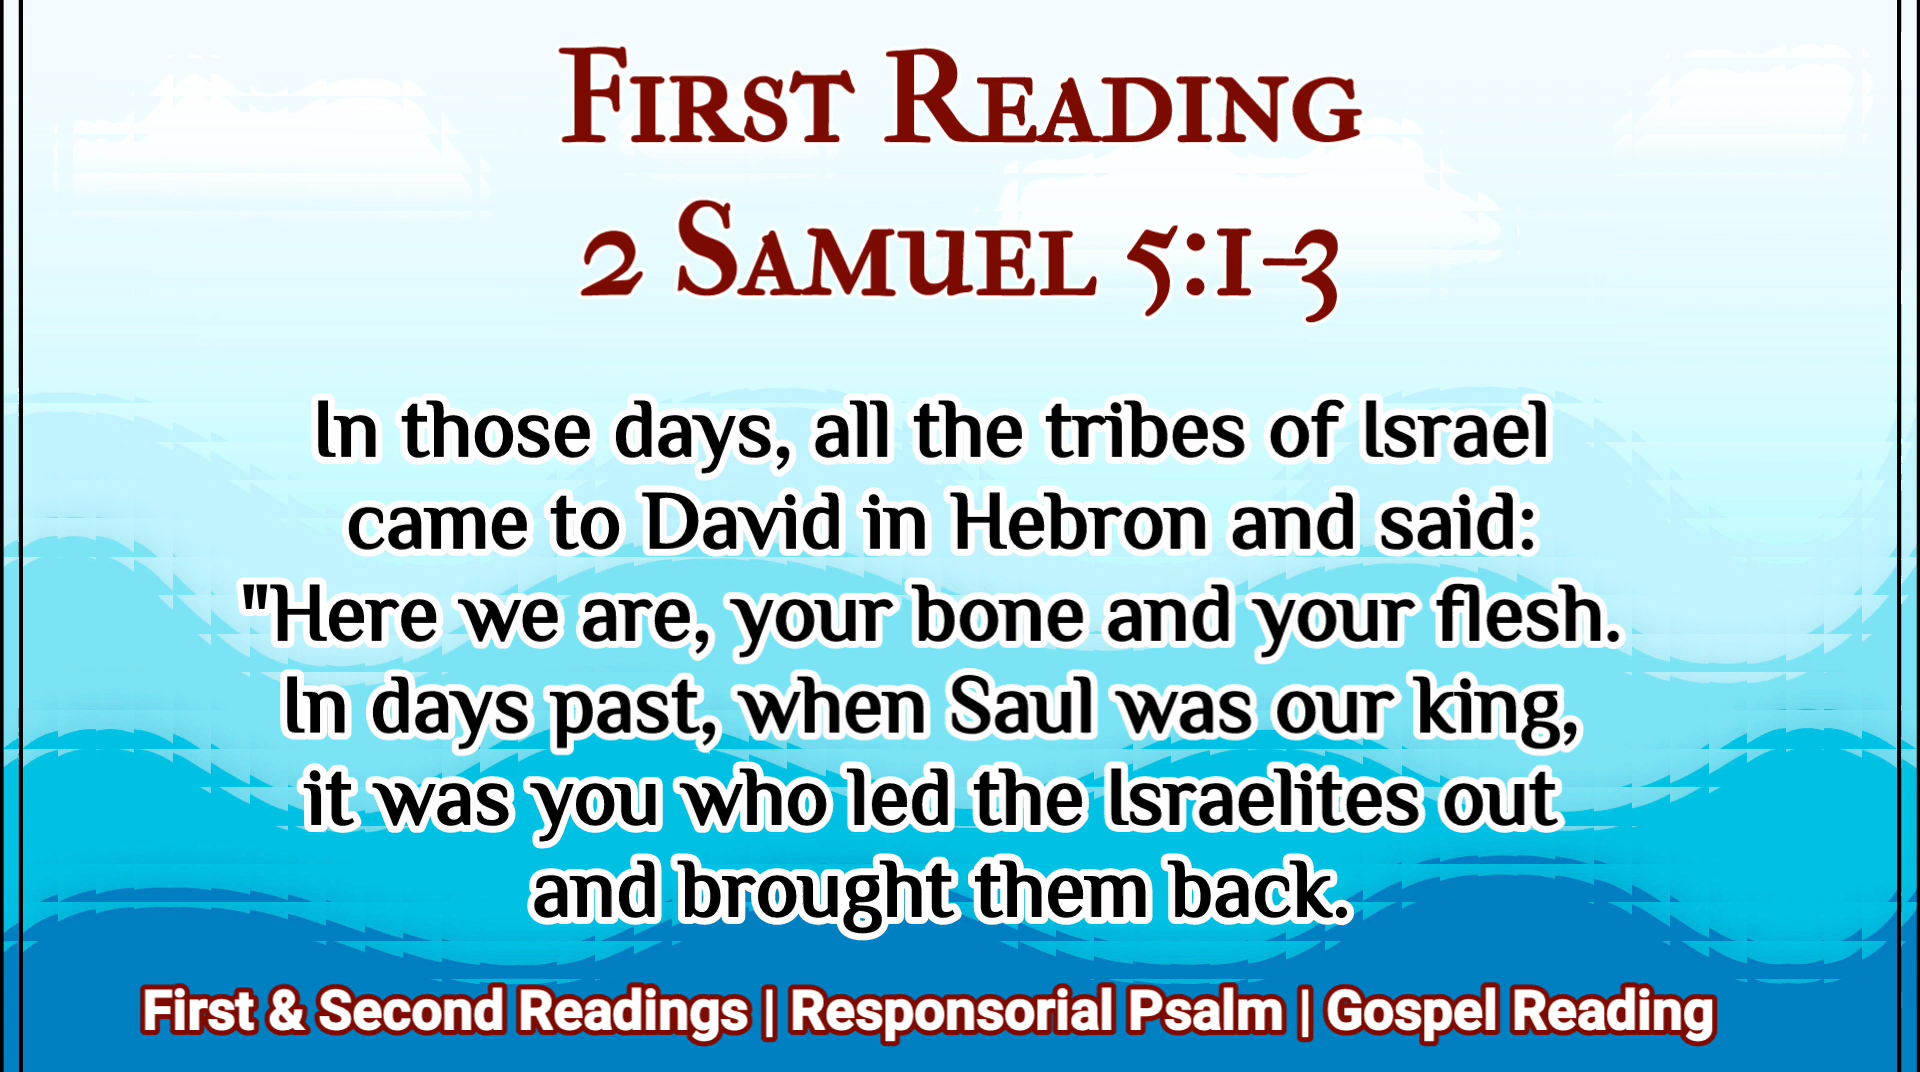 First Reading
2 Samuel 5:1-3
In those days, all the tribes of Israel
came to David in Hebron and said:
"Here we are, your bone and your flesh.
In days past, when Saul was our king,
it was you who led the Israelites out
and brought them back.
First & Second Readings | Responsorial Psalm | Gospel Reading